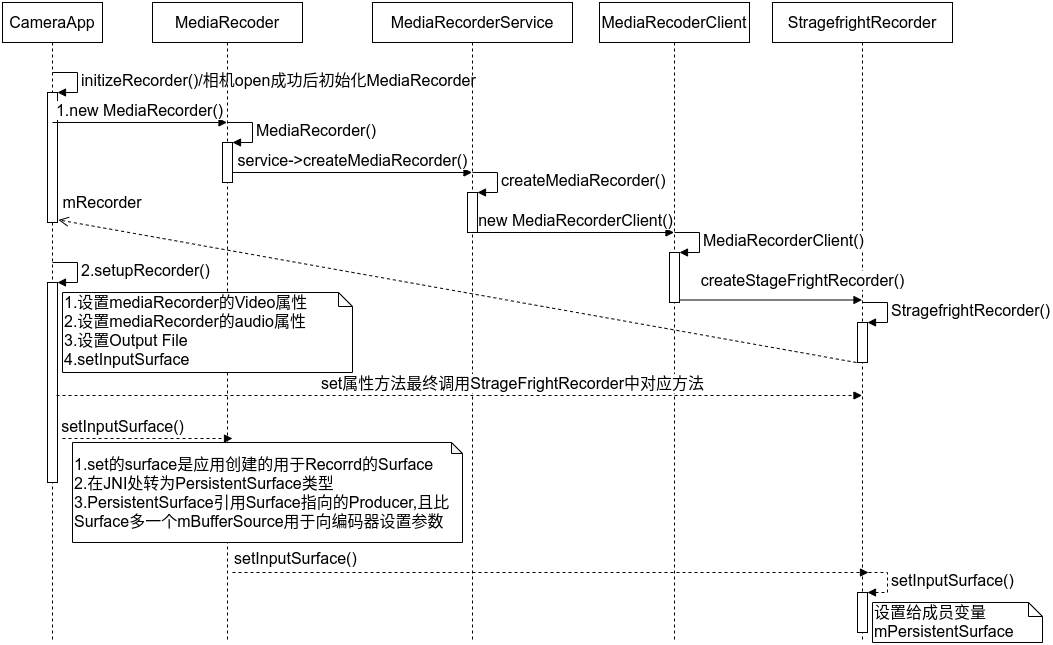 CameraApp
MediaRecoder
MediaRecorderService
MediaRecoderClient
StragefrightRecorder
initizeRecorder()/相机open成功后初始化MediaRecorder
1.new MediaRecorder()
MediaRecorder()
service->createMediaRecorder()
createMediaRecorder()
mRecorder
new MediaRecorderClient()
MediaRecorderClient()
2.setupRecorder()
createStageFrightRecorder()
StragefrightRecorder()
1.设置mediaRecorder的Video属性
2.设置mediaRecorder的audio属性
3.设置Output File
4.setInputSurface
set属性方法最终调用StrageFrightRecorder中对应方法
setInputSurface()
1.set的surface是应用创建的用于Recorrd的Surface
2.在JNI处转为PersistentSurface类型
3.PersistentSurface引用Surface指向的Producer,且比
Surface多一个mBufferSource用于向编码器设置参数
setInputSurface()
setInputSurface()
设置给成员变量
mPersistentSurface